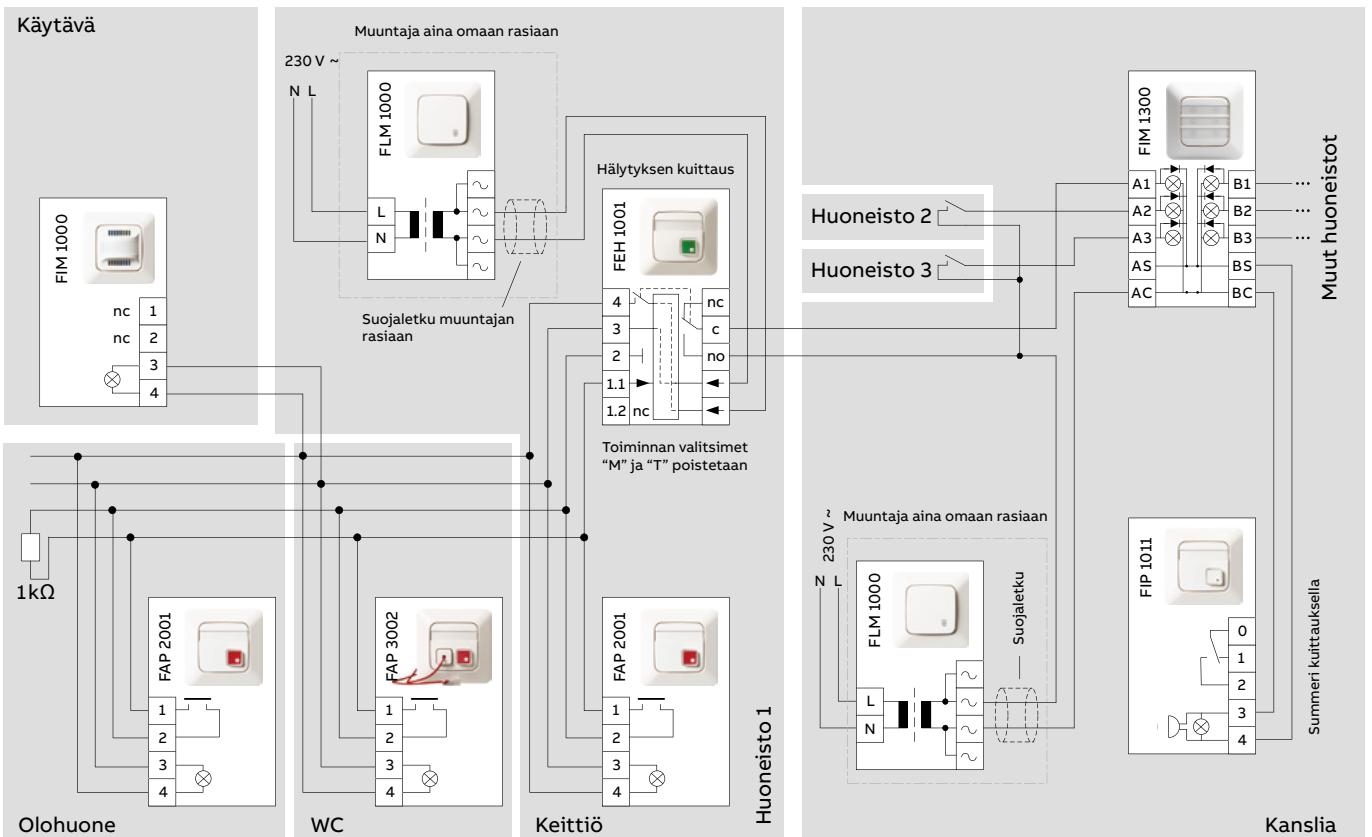 Käytävä
FIM 1000
nc 1
nc 2
3
4
Muuntaja aina omaan rasiaan
230 V ~
N L
FLM 1000
L
N
Suojaletku muuntajan
rasiaan
Hälytyksen kuittaus
FEH 1001
4 nc
3 c
2 no
1.1
1.2 nc
Toiminnan valitsimet
“M” ja “T” poistetaan
Huoneisto 1
Huoneisto 2
Huoneisto 3
FIM 1300
A1 B1 ...
A2 B2 ...
A3 B3 ...
AS BS
AC BC
Muut huoneistot
1kΩ
FAP 2001
1
2
3
4
Olohuone
FAP 3002
1
2
3
4
WC
FAP 2001
1
2
3
4
Keittiö
Muuntaja aina omaan rasiaan
230 V ~
N L
FLM 1000
L
N
Suojaletku
FIP 1011
0
1
2
3
4
Summeri kuittauksella
Kanslia